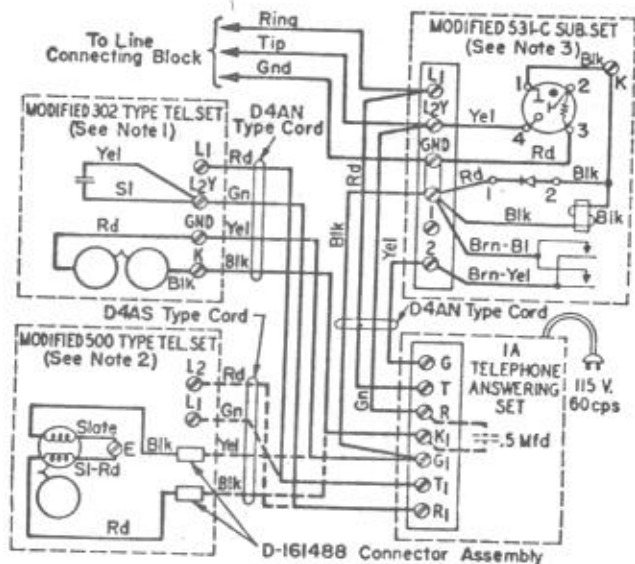 Ring
Tip
Gnd
To Line
Connecting Block
MODIFIED 531-C SUB. SET
(See Note 3)
Blk
K
L1
L2Y
GND
1
2
Yel
1
2
3
4
Rd
Rd
1
2
Blk
Blk
Blk
Brn-Bl
Brn-Yel
MODIFIED 302 TYPE TEL. SET
(See Note 1)
D4AN
Type Cord
Yel
Sl
L1
L2Y
GND
K
Rd
Blk
Rd
Gn
Yel
Blk
Rd
Blk
Yel
Gn
D4AN Type Cord
D4AS Type Cord
MODIFIED 500 TYPE TEL. SET
(See Note 2)
L2
L1
Rd
Gn
Slate
E
Sl-Rd
Blk
Yel
Blk
Rd
G
T
R
K1
G1
T1
R1
1A
TELEPHONE
ANSWERING
SET
.5 Mfd
115 V.
60cps
D-161488 Connector Assembly